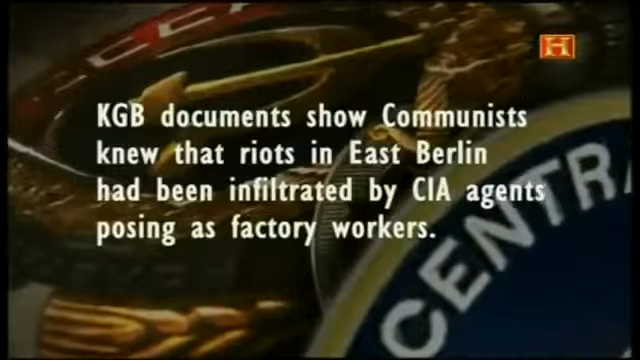 H
KGB documents show Communists
knew that riots in East Berlin
had been infiltrated by CIA agents
posing as factory workers.
CENTRA